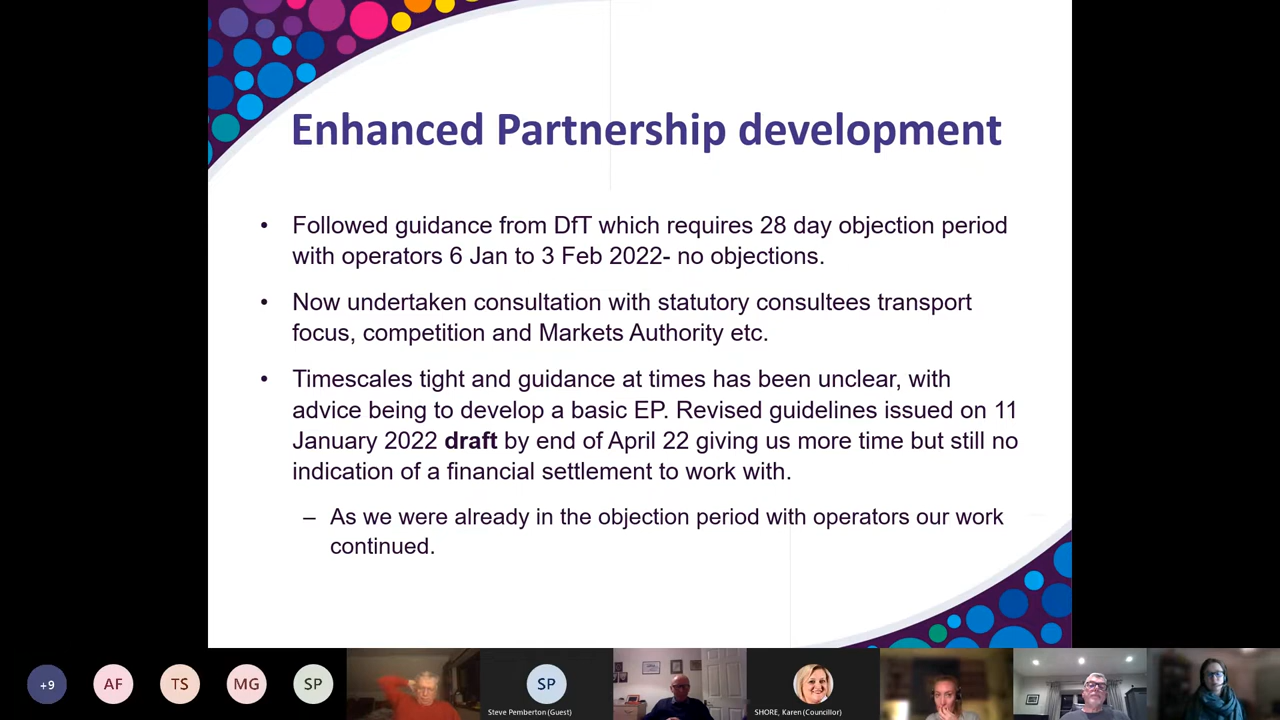 Enhanced Partnership development
• Followed guidance from DfT which requires 28 day objection period
with operators 6 Jan to 3 Feb 2022- no objections.
• Now undertaken consultation with statutory consultees transport
focus, competition and Markets Authority etc.
• Timescales tight and guidance at times has been unclear, with
advice being to develop a basic EP. Revised guidelines issued on 11
January 2022 draft by end of April 22 giving us more time but still no
indication of a financial settlement to work with.
– As we were already in the objection period with operators our work
continued.
+9
AF
TS
MG
SP
SP
Steve Pemberton (Guest)
SHORE, Karen (Councillor)